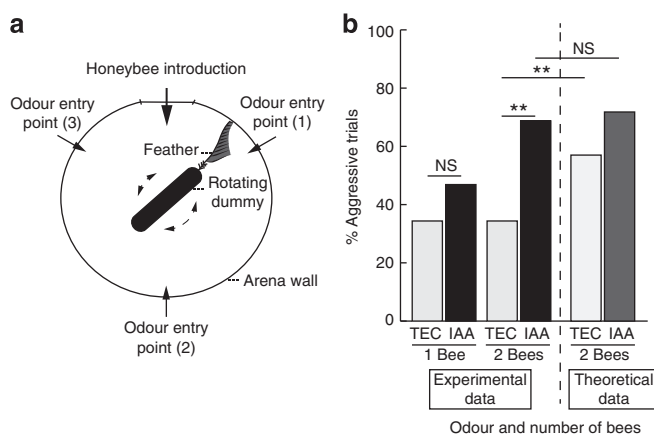 a
Honeybee introduction
Odour entry
point (3)
Odour entry
point (1)
Feather
Rotating
dummy
Arena wall
Odour entry
point (2)
b
% Aggressive trials
100
80
60
40
20
0
NS
**
**
NS
TEC IAA
TEC IAA
TEC IAA
1 Bee
2 Bees
2 Bees
Experimental
data
Theoretical
data
Odour and number of bees